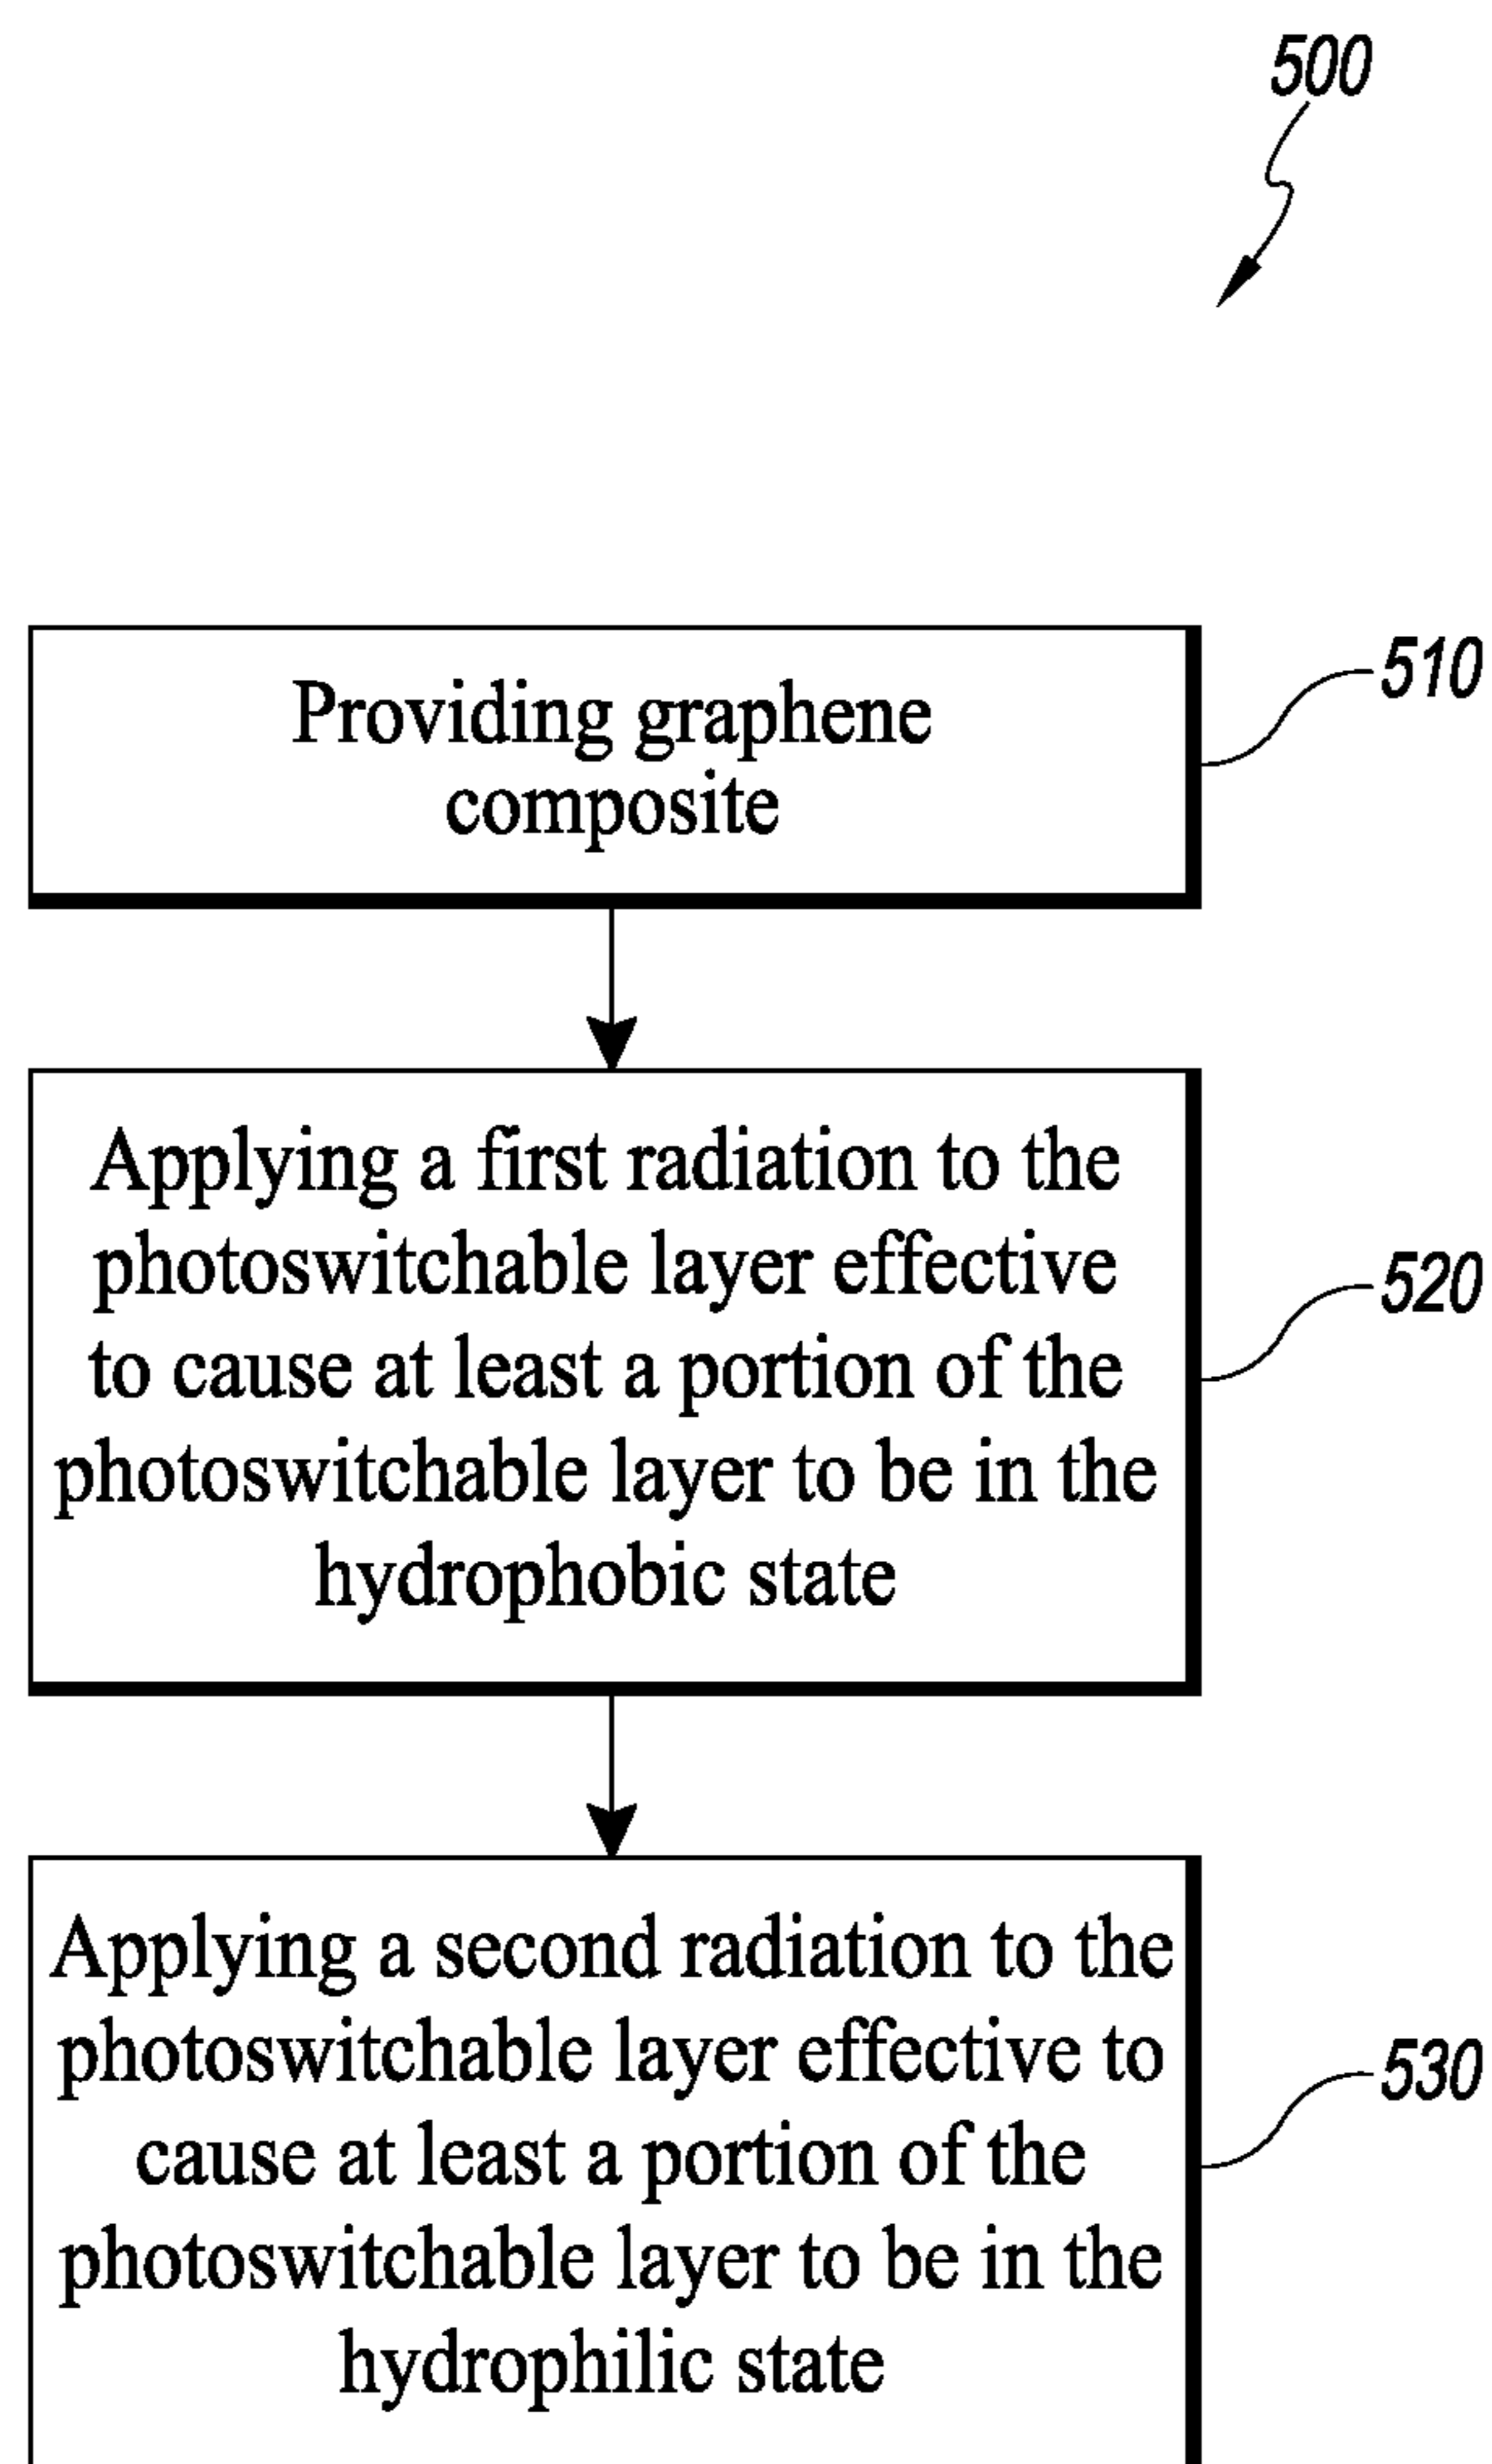 500
Providing graphene
composite
510
Applying a first radiation to the
photoswitchable layer effective
to cause at least a portion of the
photoswitchable layer to be in the
hydrophobic state
520
Applying a second radiation to the
photoswitchable layer effective to
cause at least a portion of the
photoswitchable layer to be in the
hydrophilic state
530